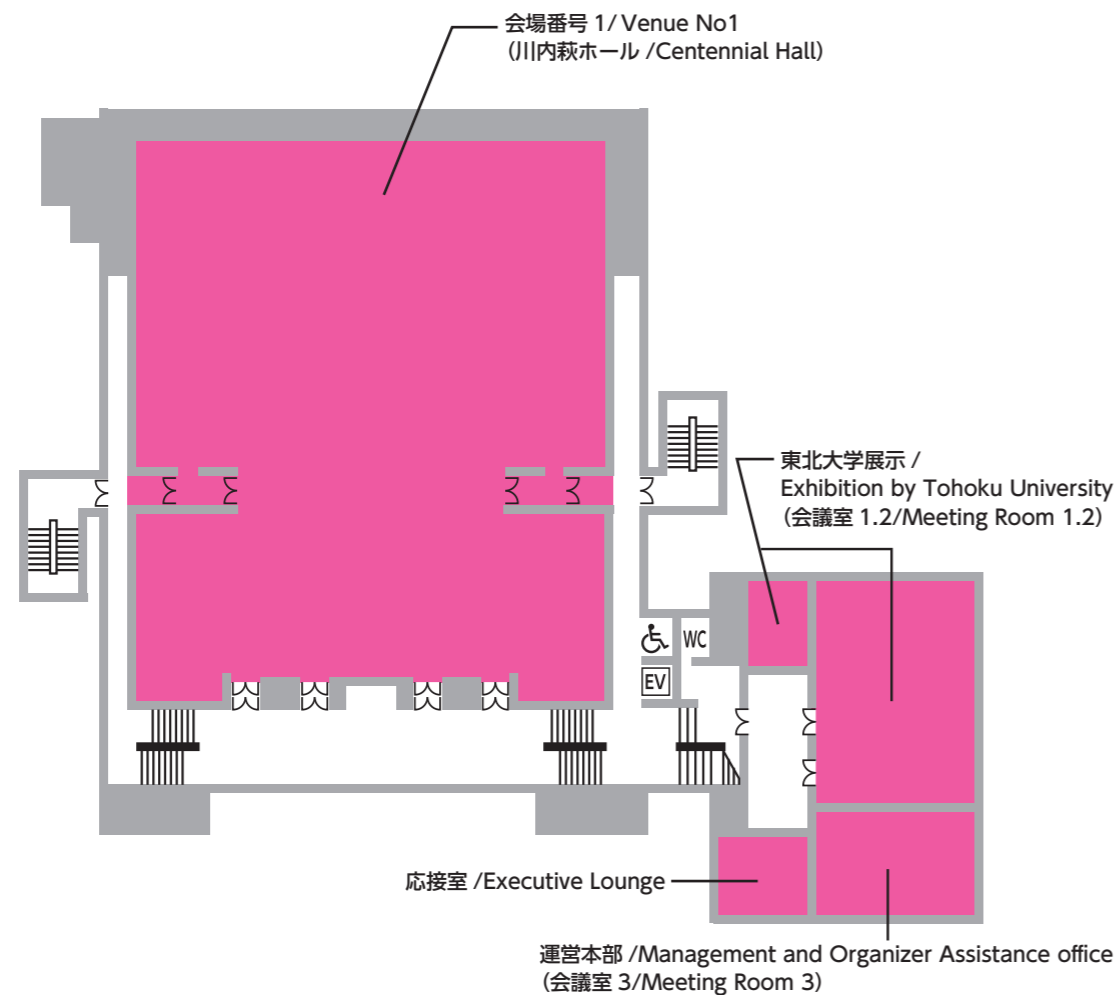 会場番号 1/ Venue No1
（川内萩ホール /Centennial Hall）
東北大学展示 /
Exhibition by Tohoku University
（会議室 1.2/Meeting Room 1.2）
WC
EV
応接室 /Executive Lounge
運営本部 /Management and Organizer Assistance office
（会議室 3/Meeting Room 3）